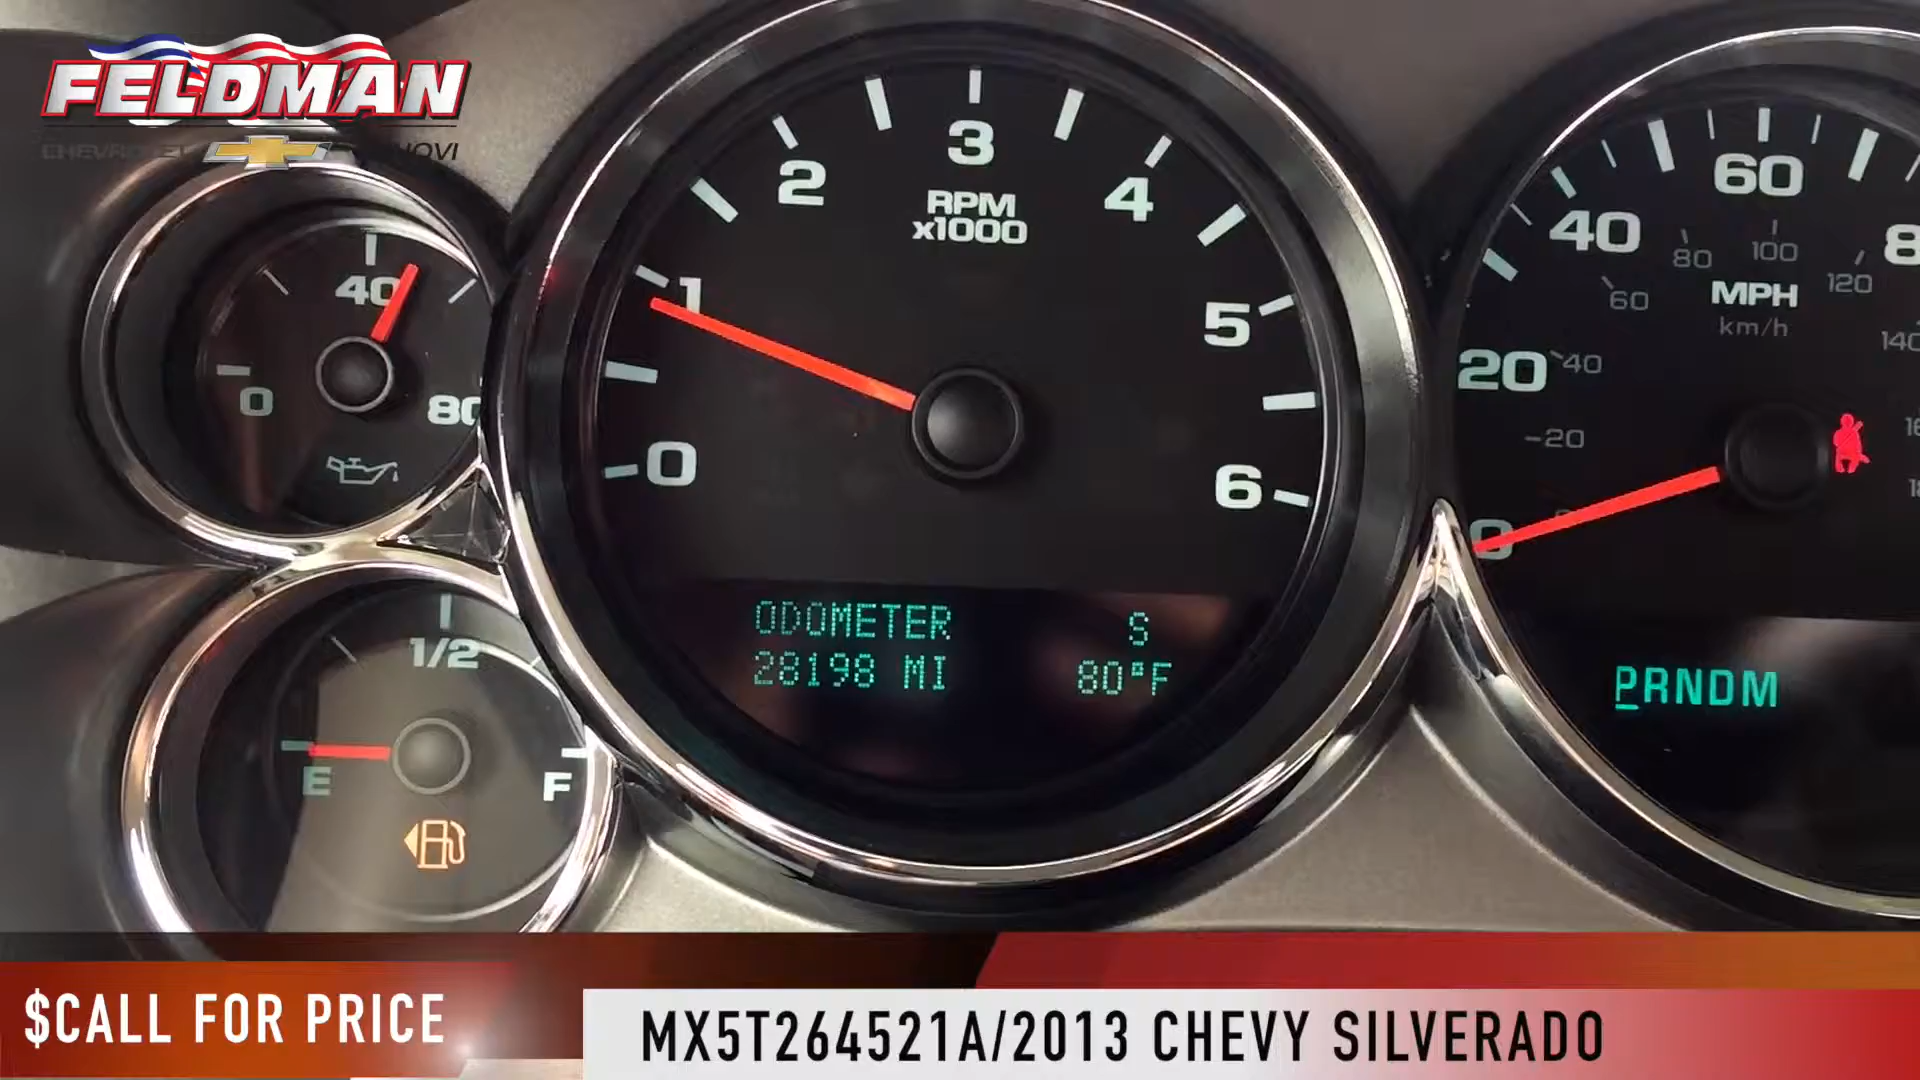 FELDMAN
CHEVROLET NOVI
40
0
80
1/2
E
F
0
1
2
3
4
5
6
RPM
x1000
ODOMETER
28198 MI
S
80°F
0
20
40
60
MPH
km/h
20
40
60
80
100
120
140
PRNDM
$CALL FOR PRICE
MX5T264521A/2013 CHEVY SILVERADO